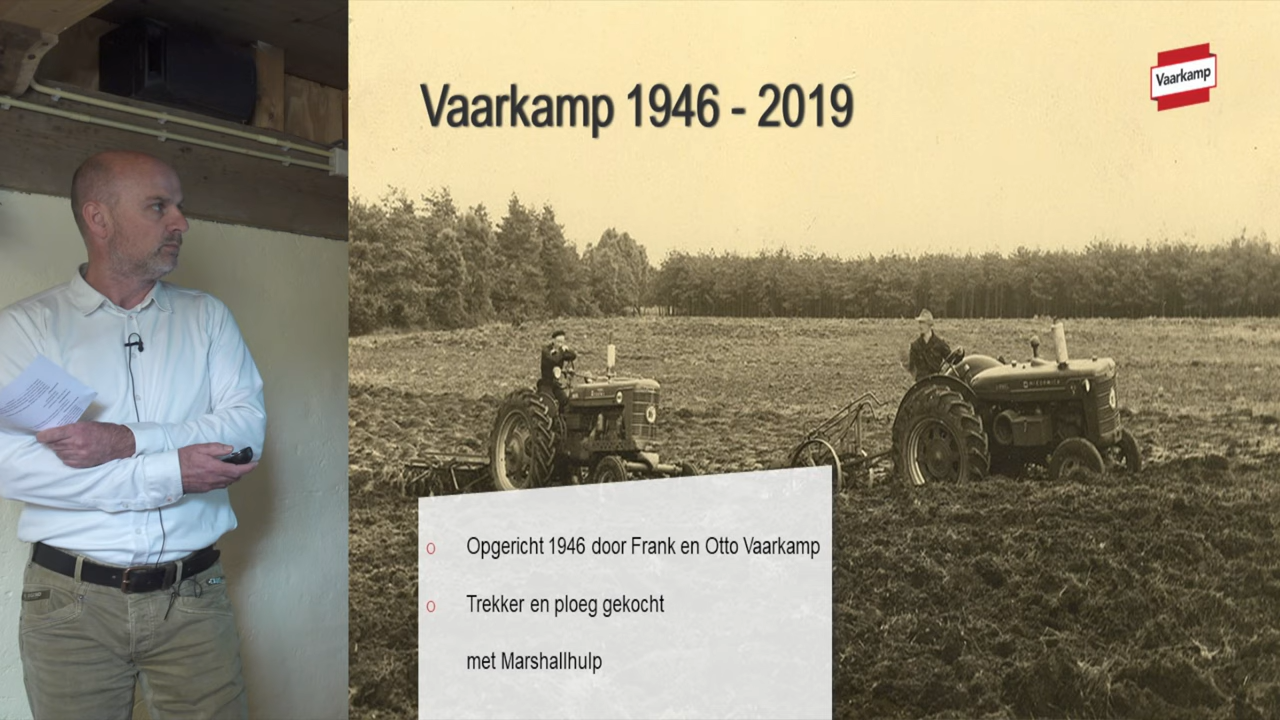 Vaarkamp 1946 - 2019
Vaarkamp
o Opgericht 1946 door Frank en Otto Vaarkamp
o Trekker en ploeg gekocht
met Marshallhulp